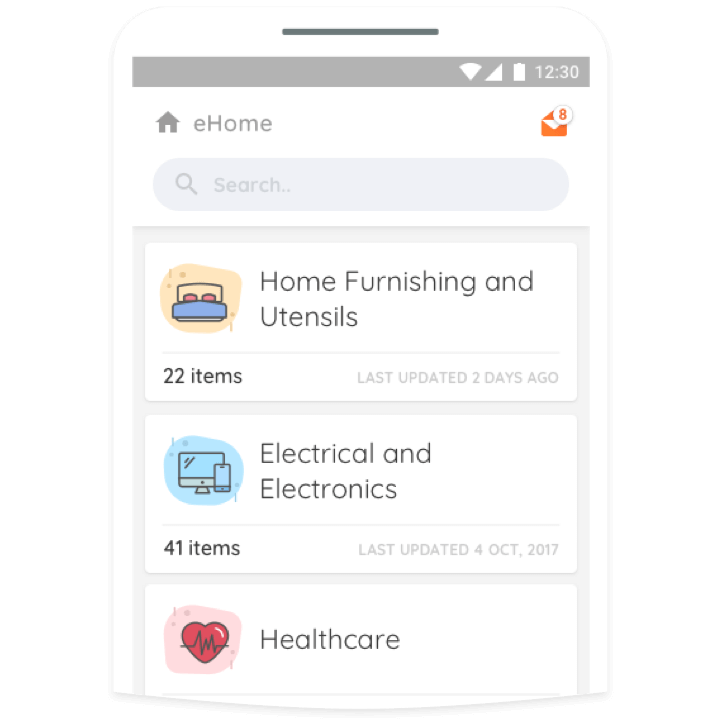 12:30
eHome
8
Search..
Home Furnishing and
Utensils
22 items
LAST UPDATED 2 DAYS AGO
Electrical and
Electronics
41 items
LAST UPDATED 4 OCT, 2017
Healthcare